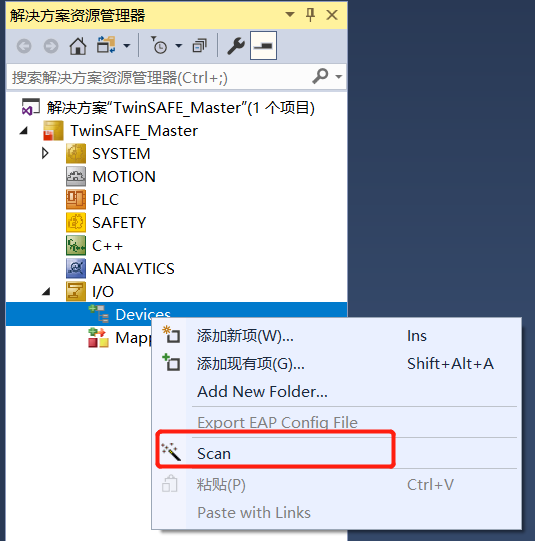 解决方案资源管理器
搜索解决方案资源管理器(Ctrl+;)
解决方案"TwinSAFE_Master"(1 个项目)
TwinSAFE_Master
SYSTEM
MOTION
PLC
SAFETY
C++
ANALYTICS
I/O
Devices
Mapp
添加新项(W)... Ins
添加现有项(G)... Shift+Alt+A
Add New Folder...
Export EAP Config File
Scan
粘贴(P) Ctrl+V
Paste with Links